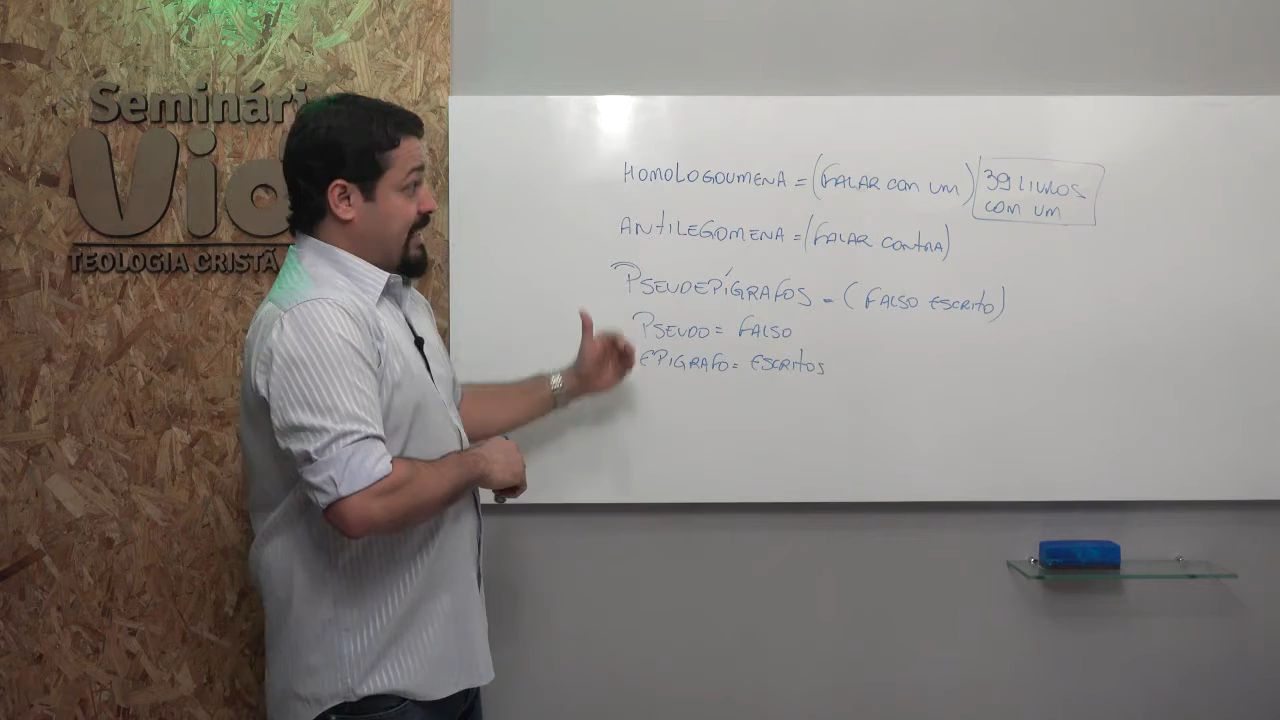 Seminári
Vid
TEOLOGIA CRISTÃ
HOMOLOGOUMENA = (FALAR COM UM) 39 LIVROS
COM UM
ANTILEGOMENA = (FALAR CONTRA)
PSEUDEPÍGRAFOS = (FALSO ESCRITO)
PSEUDO = FALSO
EPIGRAFO = ESCRITOS